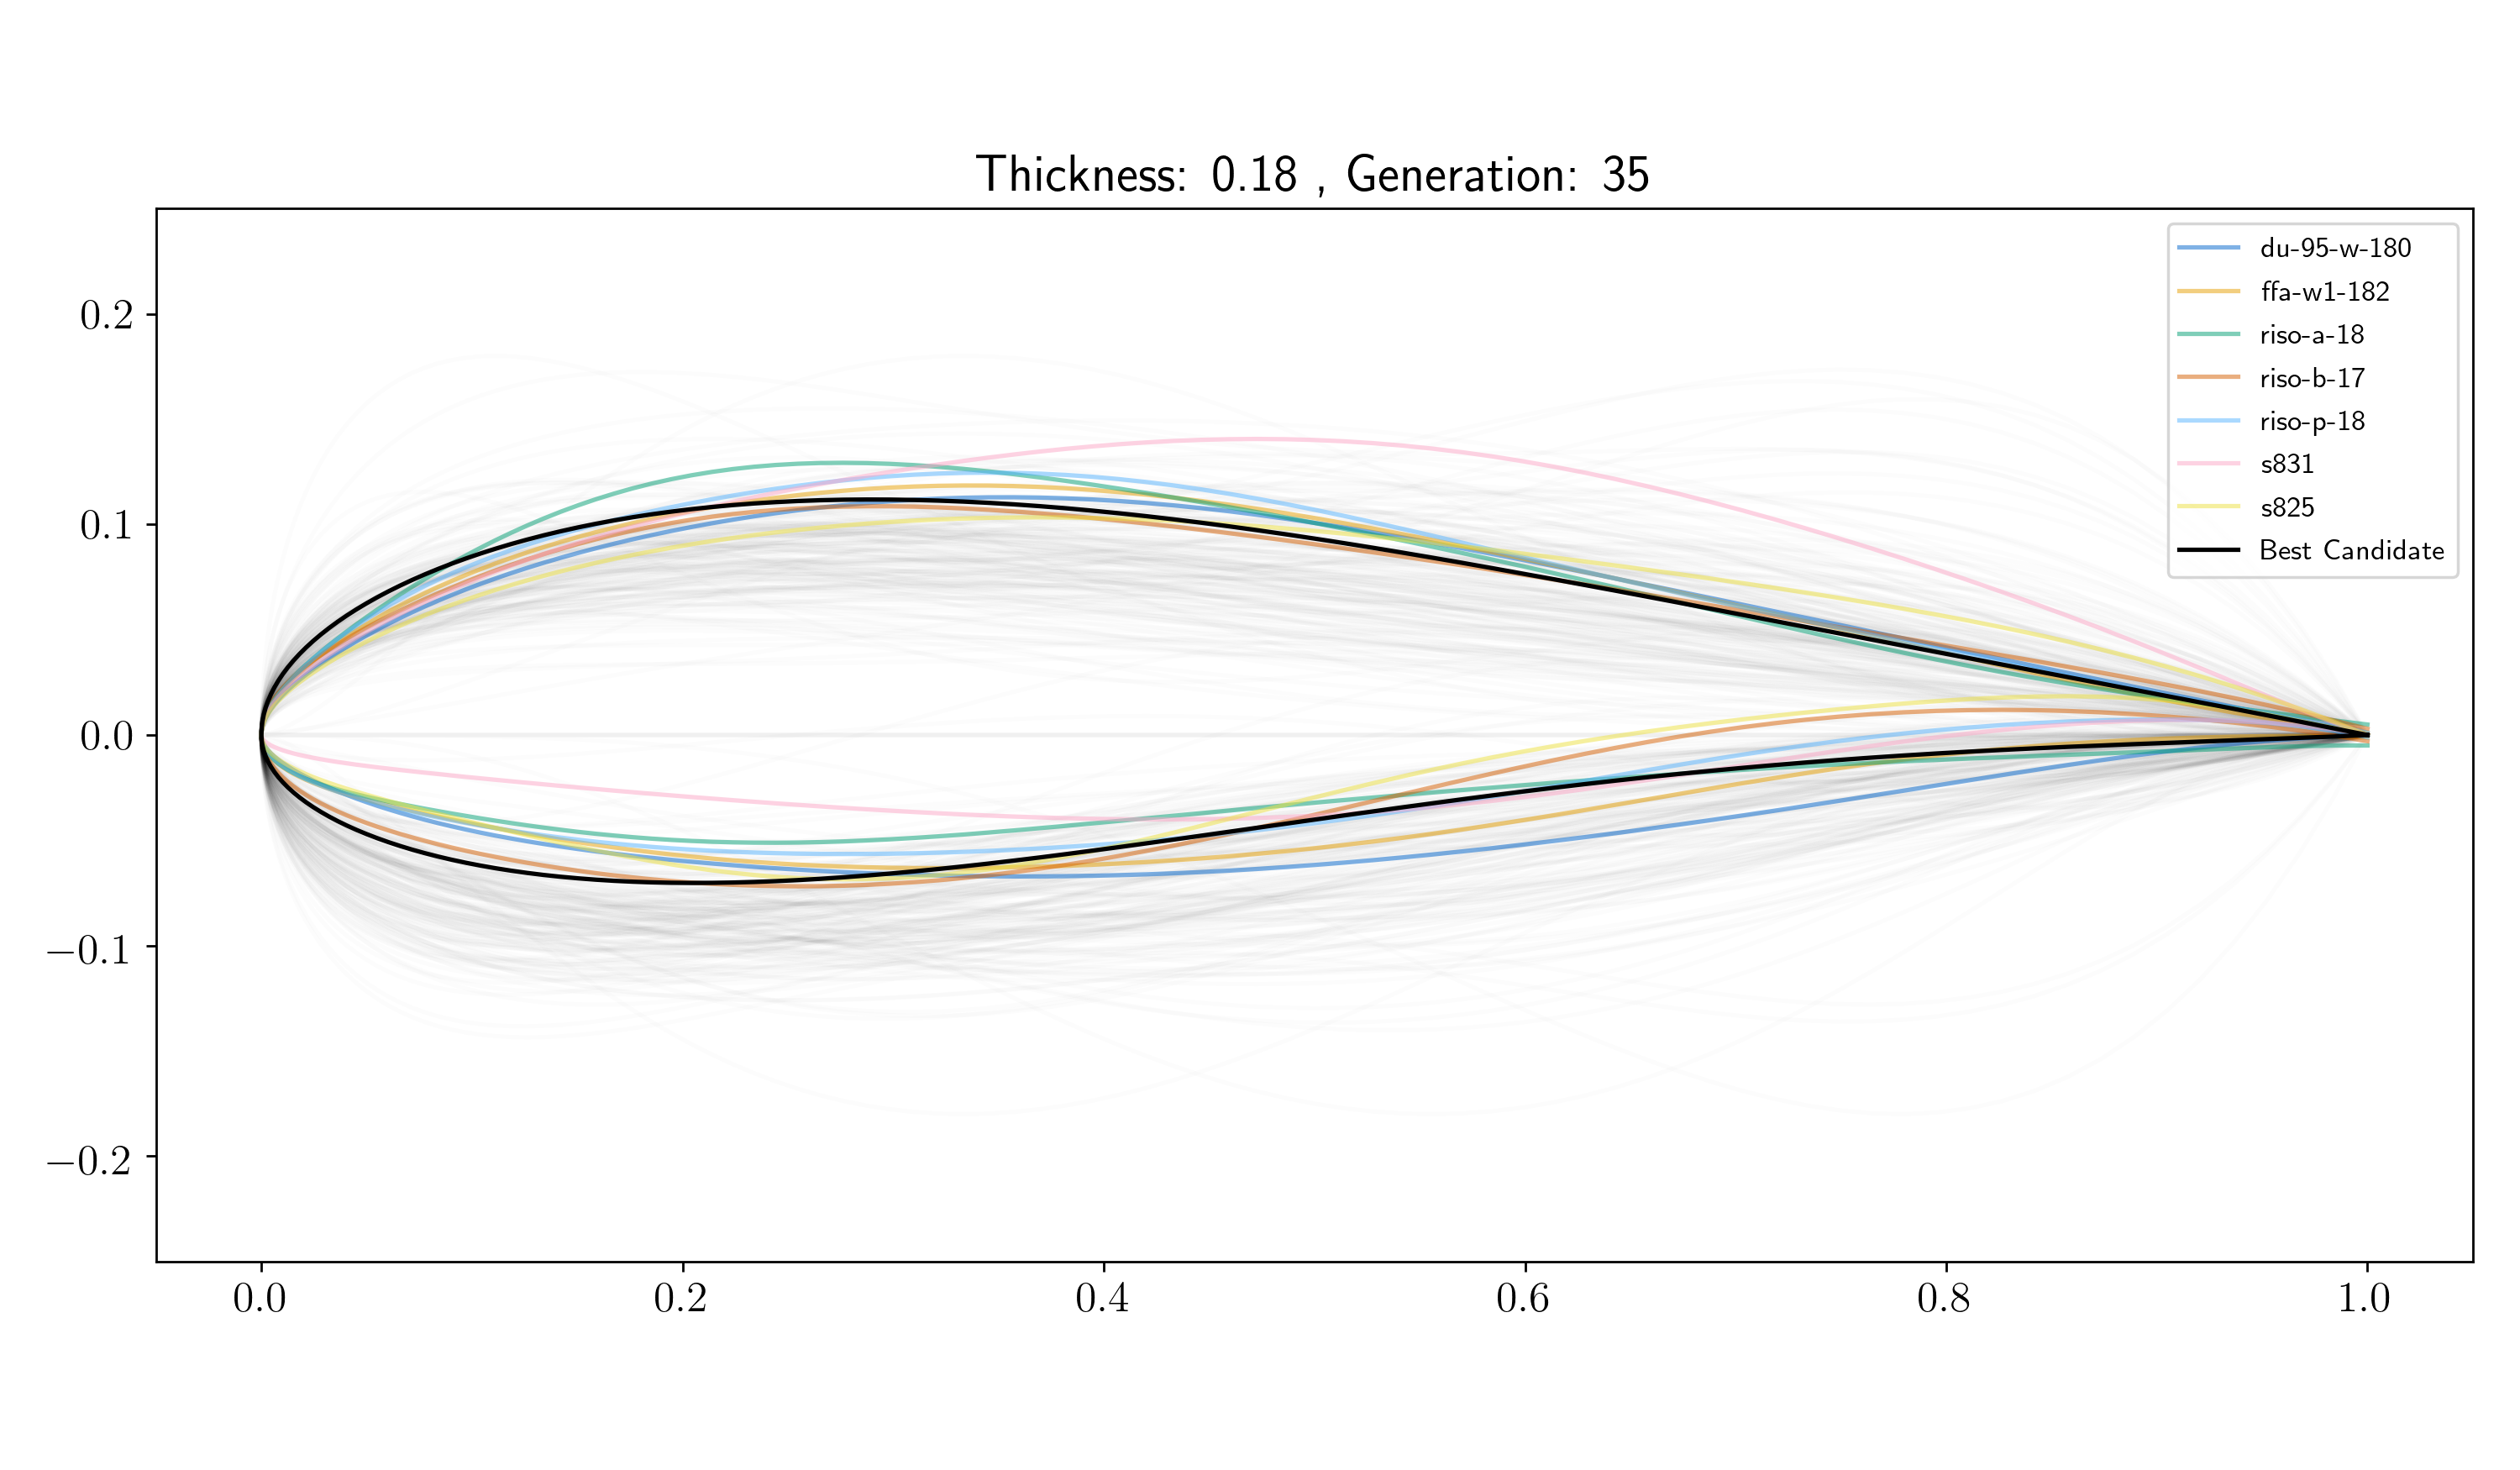 Thickness: 0.18 , Generation: 35
du-95-w-180
ffa-w1-182
riso-a-18
riso-b-17
riso-p-18
s831
s825
Best Candidate
0.2
0.1
0.0
−0.1
−0.2
0.0 0.2 0.4 0.6 0.8 1.0